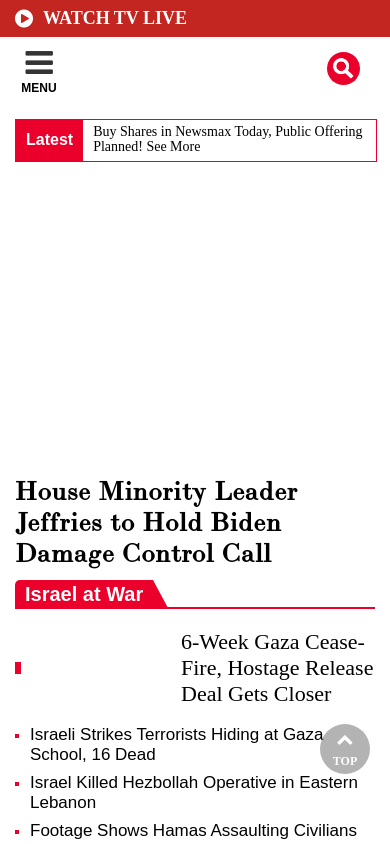 WATCH TV LIVE
MENU
Latest
Buy Shares in Newsmax Today, Public Offering
Planned! See More
House Minority Leader
Jeffries to Hold Biden
Damage Control Call
Israel at War
6-Week Gaza Cease-
Fire, Hostage Release
Deal Gets Closer
Israeli Strikes Terrorists Hiding at Gaza
School, 16 Dead
Israel Killed Hezbollah Operative in Eastern
Lebanon
Footage Shows Hamas Assaulting Civilians
TOP